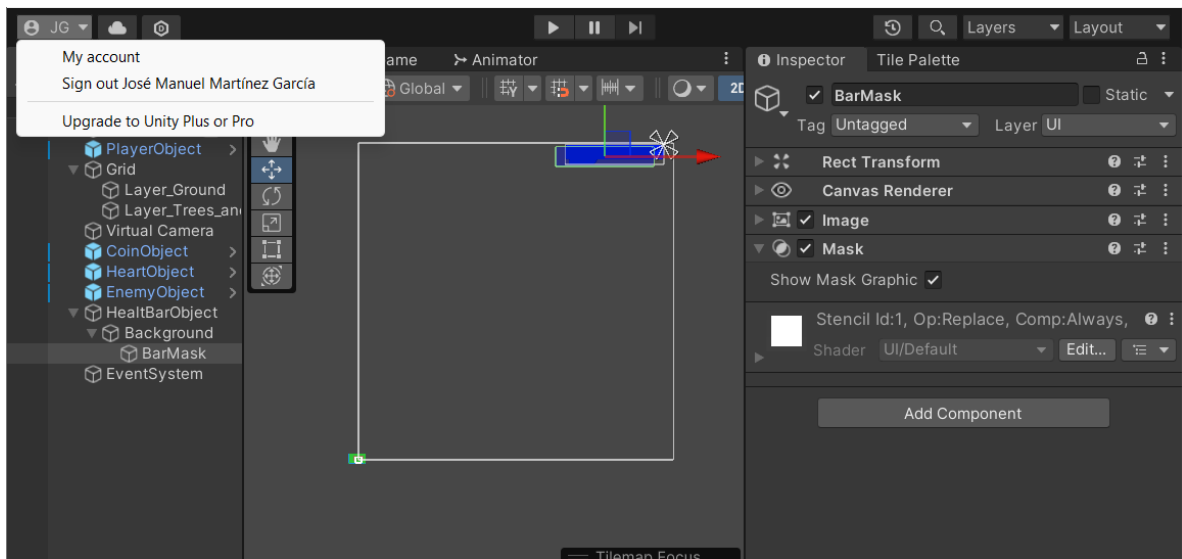 JG
Layers
Layout
My account
Sign out José Manuel Martínez García
Upgrade to Unity Plus or Pro
ame
Animator
Global
2D
PlayerObject
Grid
Layer_Ground
Layer_Trees_an
Virtual Camera
CoinObject
HeartObject
EnemyObject
HealtBarObject
Background
BarMask
EventSystem
Tilemap Focus
Inspector
Tile Palette
BarMask
Static
Tag Untagged
Layer UI
Rect Transform
Canvas Renderer
Image
Mask
Show Mask Graphic
Stencil Id:1, Op:Replace, Comp:Always,
Shader UI/Default
Edit...
Add Component